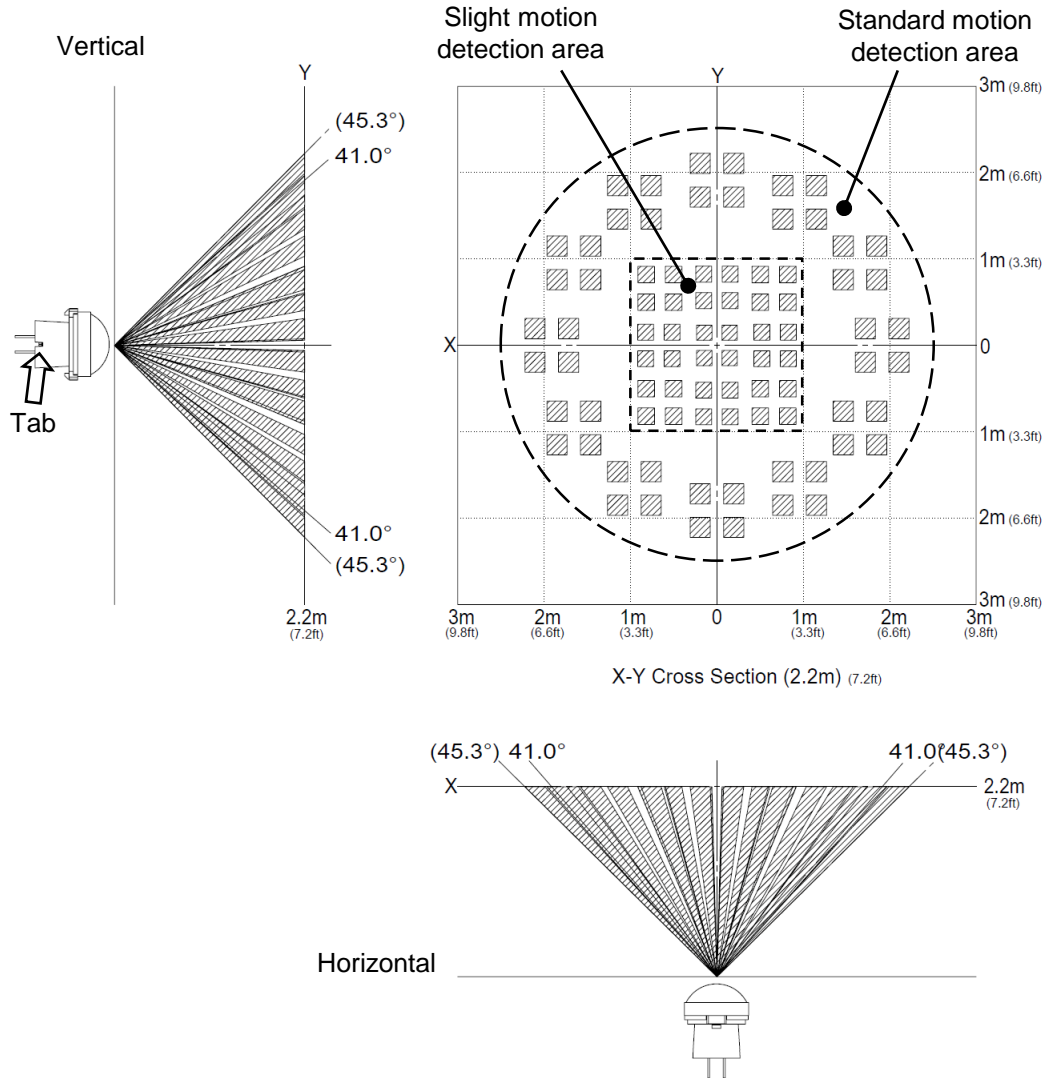 Vertical
Slight motion
detection area
Standard motion
detection area
Y
(45.3°)
41.0°
41.0°
(45.3°)
2.2m
(7.2ft)
Tab
Y
3m (9.8ft)
2m (6.6ft)
1m (3.3ft)
X
0
1m (3.3ft)
2m (6.6ft)
3m (9.8ft)
3m
(9.8ft)
2m
(6.6ft)
1m
(3.3ft)
0
1m
(3.3ft)
2m
(6.6ft)
3m
(9.8ft)
X-Y Cross Section (2.2m) (7.2ft)
(45.3°) 41.0°
41.0° (45.3°)
X
2.2m
(7.2ft)
Horizontal